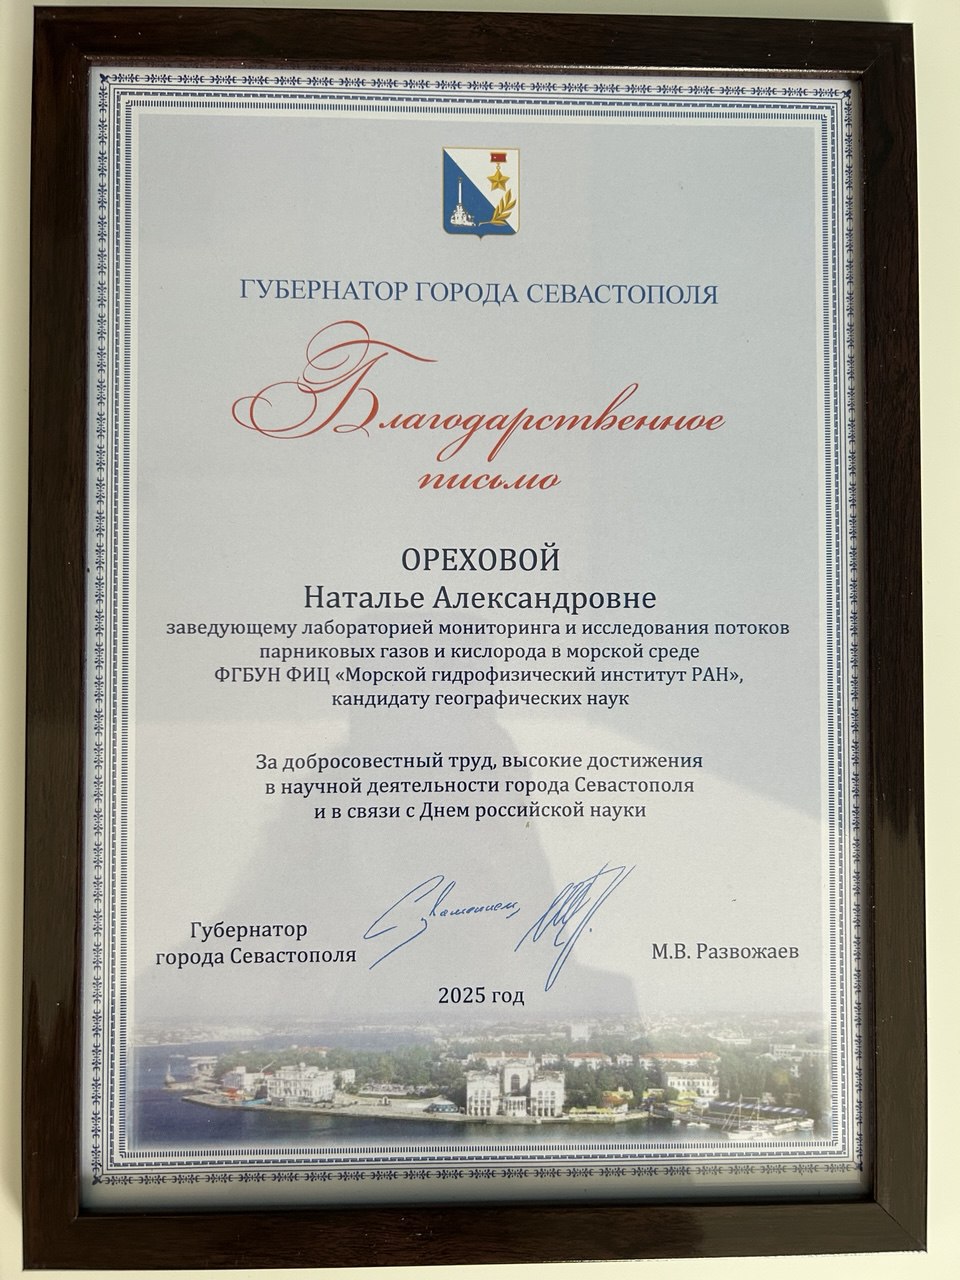 ГУБЕРНАТОР ГОРОДА СЕВАСТОПОЛЯ
Благодарственное
письмо
ОРЕХОВОЙ
Наталье Александровне
заведующему лабораторией мониторинга и исследования потоков
парниковых газов и кислорода в морской среде
ФГБУН ФИЦ «Морской гидрофизический институт РАН»,
кандидату географических наук
За добросовестный труд, высокие достижения
в научной деятельности города Севастополя
и в связи с Днем российской науки
Губернатор
города Севастополя
М.В. Развожаев
2025 год